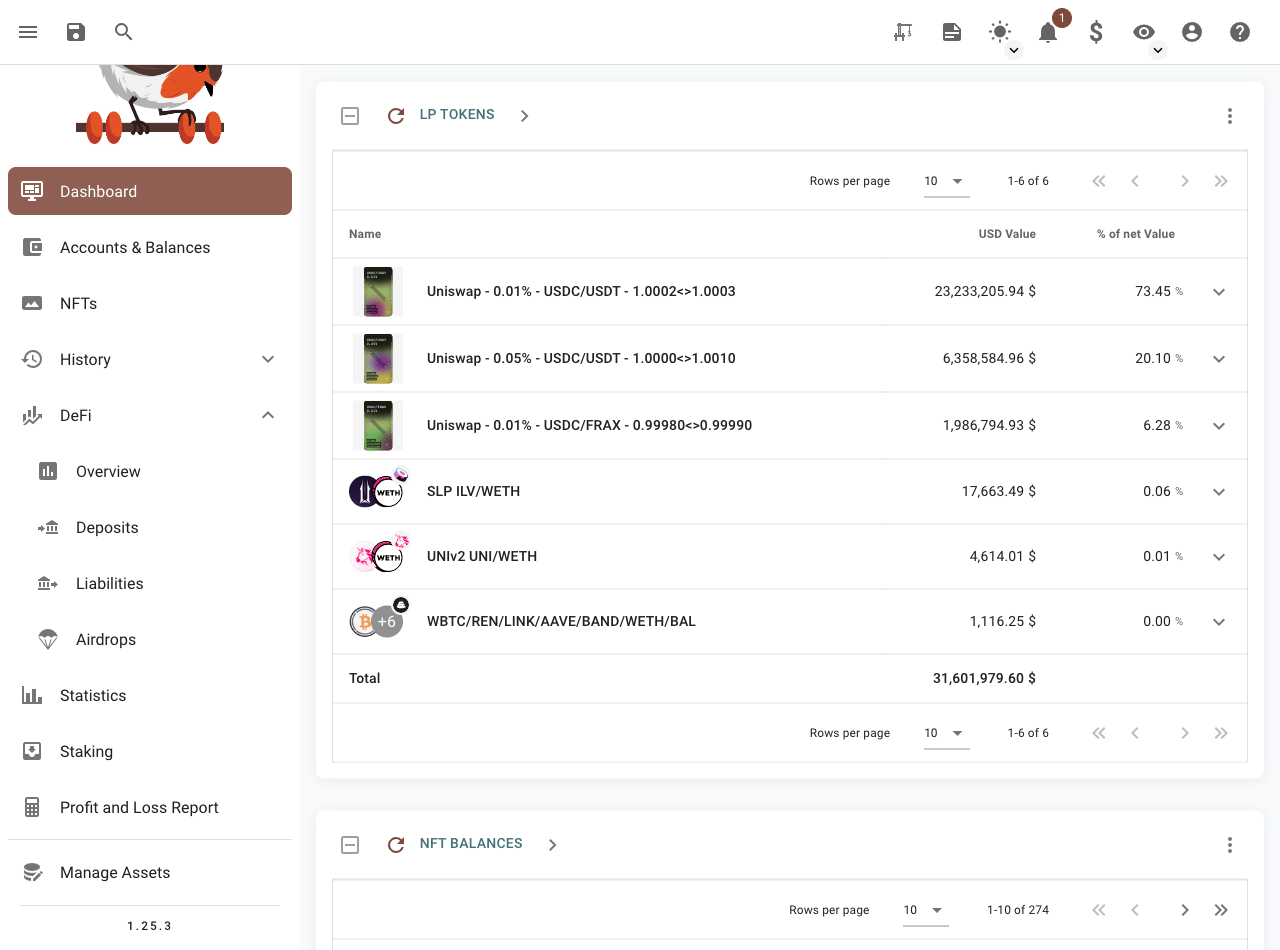 1
Dashboard
Accounts & Balances
NFTs
History
DeFi
Overview
Deposits
Liabilities
Airdrops
Statistics
Staking
Profit and Loss Report
Manage Assets
1.25.3
LP TOKENS
Rows per page 10 1-6 of 6
Name USD Value % of net Value
Uniswap - 0.01% - USDC/USDT - 1.0002<>1.0003 23,233,205.94 $ 73.45 %
Uniswap - 0.05% - USDC/USDT - 1.0000<>1.0010 6,358,584.96 $ 20.10 %
Uniswap - 0.01% - USDC/FRAX - 0.99980<>0.99990 1,986,794.93 $ 6.28 %
WETH SLP ILV/WETH 17,663.49 $ 0.06 %
WETH UNIv2 UNI/WETH 4,614.01 $ 0.01 %
+6 WBTC/REN/LINK/AAVE/BAND/WETH/BAL 1,116.25 $ 0.00 %
Total 31,601,979.60 $
Rows per page 10 1-6 of 6
NFT BALANCES
Rows per page 10 1-10 of 274